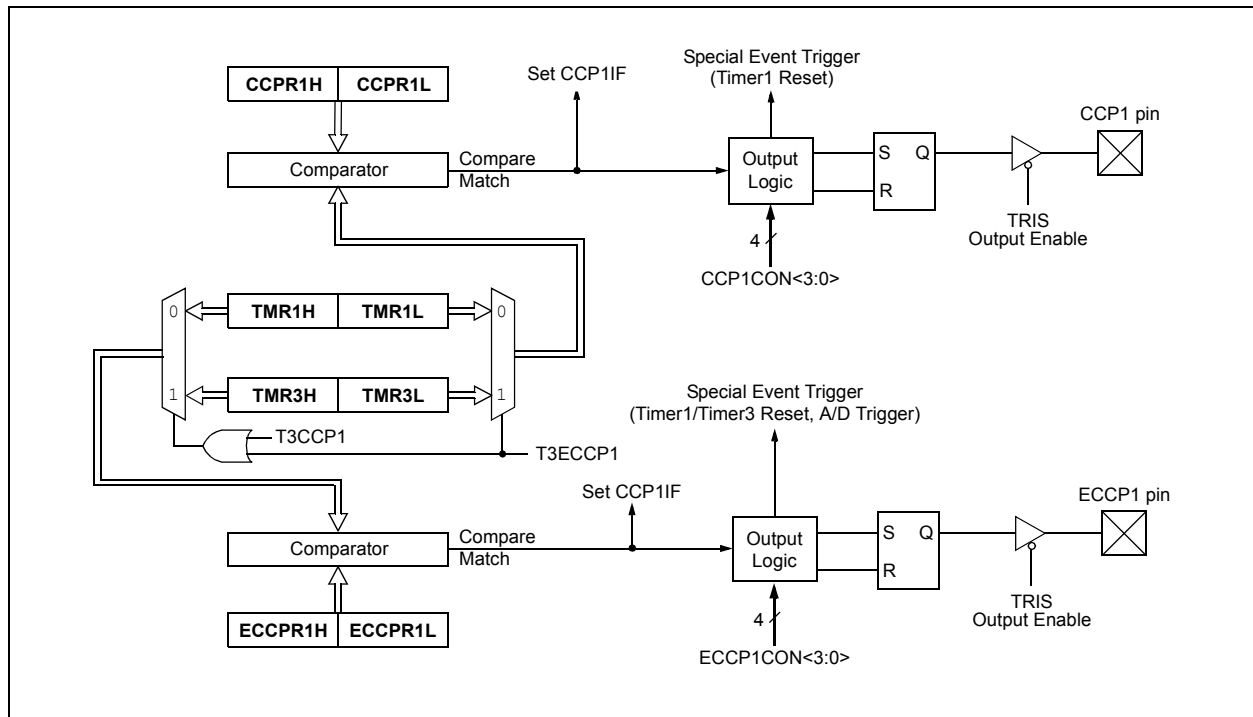 CCPR1H CCPR1L
Set CCP1IF
Special Event Trigger
(Timer1 Reset)
CCP1 pin
Comparator
Compare
Match
Output
Logic
S Q
R
TRIS
Output Enable
4
CCP1CON<3:0>
0 TMR1H TMR1L 0
1 TMR3H TMR3L 1
T3CCP1
T3ECCP1
Special Event Trigger
(Timer1/Timer3 Reset, A/D Trigger)
Set CCP1IF
ECCP1 pin
Comparator
Compare
Match
Output
Logic
S Q
R
TRIS
Output Enable
4
ECCPR1H ECCPR1L
ECCP1CON<3:0>